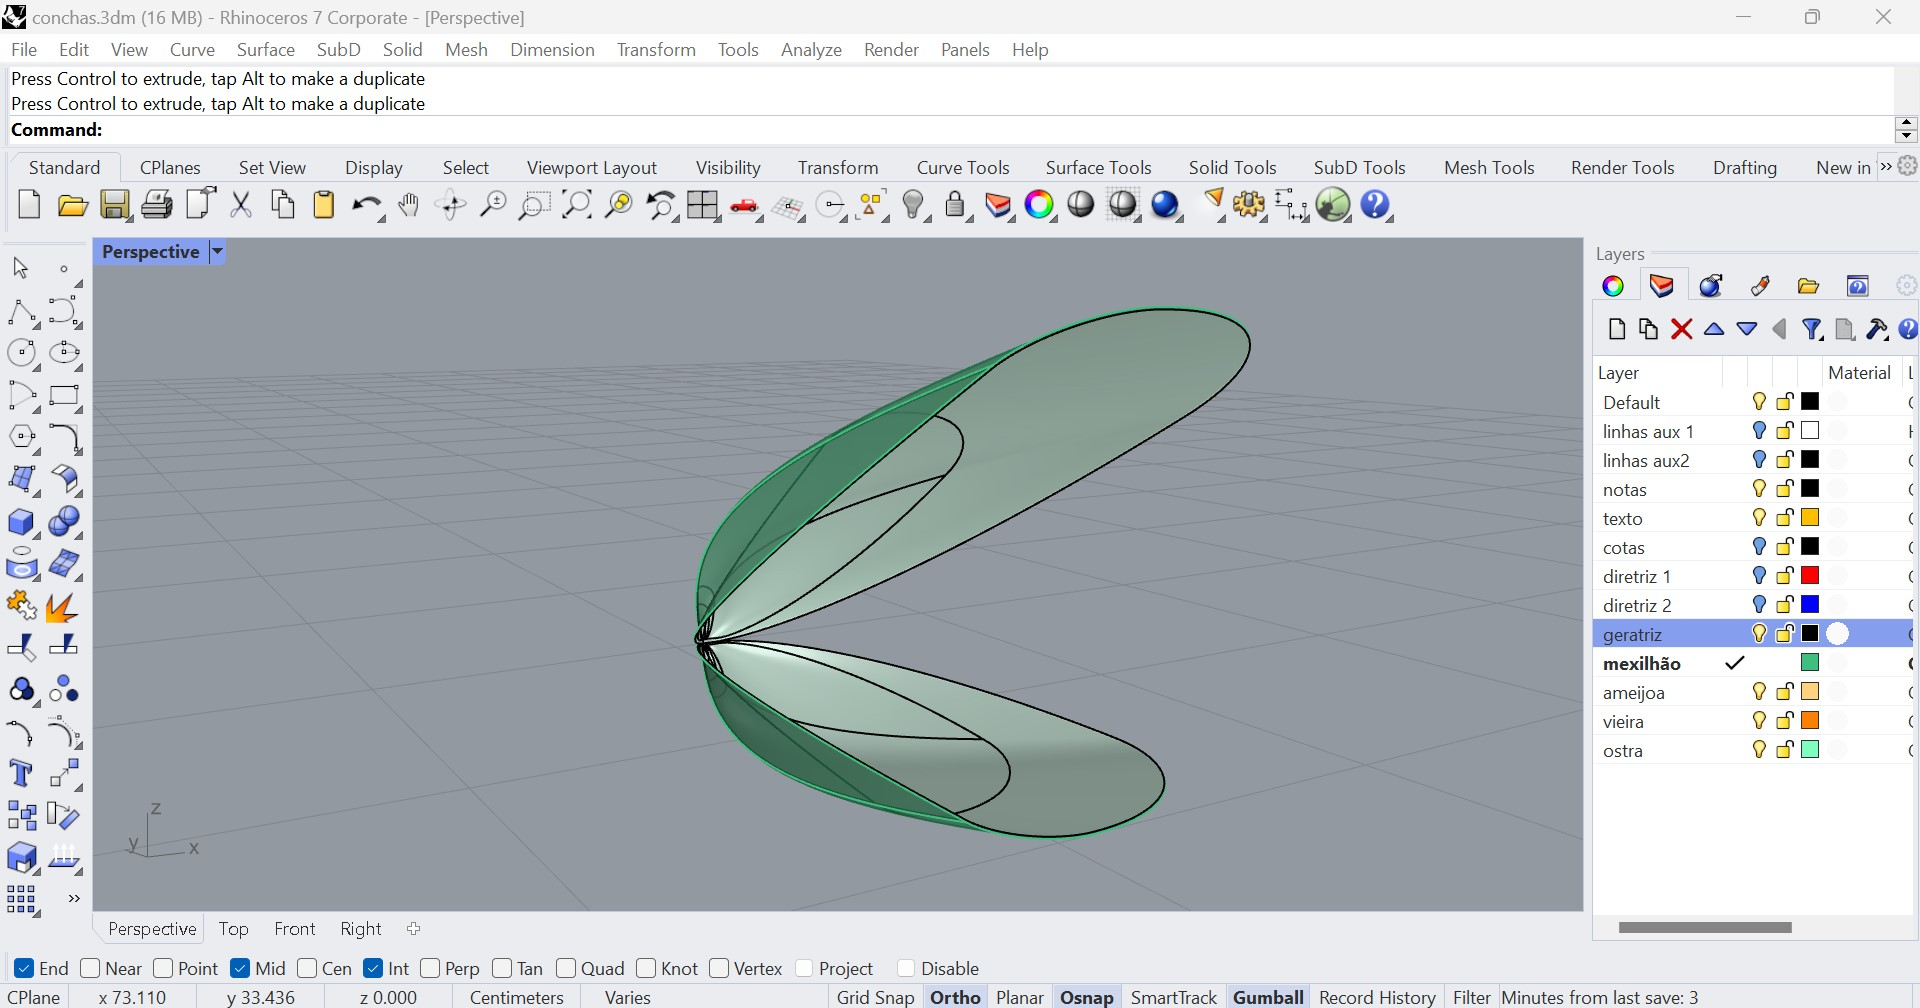 conchas.3dm (16 MB) - Rhinoceros 7 Corporate - [Perspective]
File Edit View Curve Surface SubD Solid Mesh Dimension Transform Tools Analyze Render Panels Help
Press Control to extrude, tap Alt to make a duplicate
Press Control to extrude, tap Alt to make a duplicate
Command:
Standard CPlanes Set View Display Select Viewport Layout Visibility Transform Curve Tools Surface Tools Solid Tools SubD Tools Mesh Tools Render Tools Drafting New in
Perspective
Layers
Layer Material
Default
linhas aux 1
linhas aux2
notas
texto
cotas
diretriz 1
diretriz 2
geratriz
mexilhão
ameijoa
vieira
ostra
z
y x
Perspective Top Front Right
End Near Point Mid Cen Int Perp Tan Quad Knot Vertex Project Disable
CPlane x 73.110 y 33.436 z 0.000 Centimeters Varies Grid Snap Ortho Planar Osnap SmartTrack Gumball Record History Filter Minutes from last save: 3